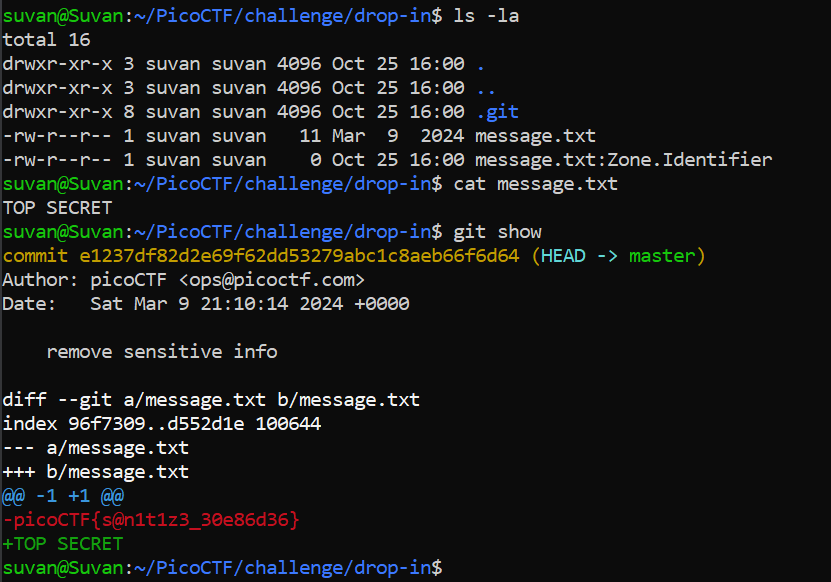 suvan@Suvan:~/PicoCTF/challenge/drop-in$ ls -la
total 16
drwxr-xr-x 3 suvan suvan 4096 Oct 25 16:00 .
drwxr-xr-x 3 suvan suvan 4096 Oct 25 16:00 ..
drwxr-xr-x 8 suvan suvan 4096 Oct 25 16:00 .git
-rw-r--r-- 1 suvan suvan   11 Mar  9  2024 message.txt
-rw-r--r-- 1 suvan suvan    0 Oct 25 16:00 message.txt:Zone.Identifier
suvan@Suvan:~/PicoCTF/challenge/drop-in$ cat message.txt
TOP SECRET
suvan@Suvan:~/PicoCTF/challenge/drop-in$ git show
commit e1237df82d2e69f62dd53279abc1c8aeb66f6d64 (HEAD -> master)
Author: picoCTF <ops@picoctf.com>
Date:   Sat Mar 9 21:10:14 2024 +0000
    remove sensitive info
diff --git a/message.txt b/message.txt
index 96f7309..d552d1e 100644
--- a/message.txt
+++ b/message.txt
@@ -1 +1 @@
-picoCTF{s@n1t1z3_30e86d36}
+TOP SECRET
suvan@Suvan:~/PicoCTF/challenge/drop-in$